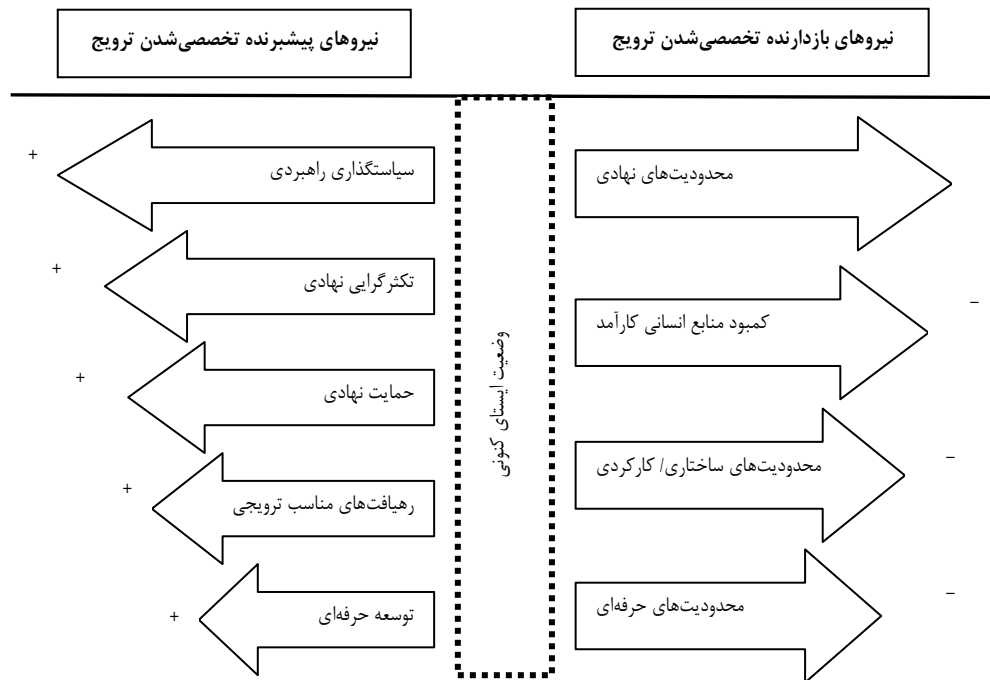 نیروهای بازدارنده تخصصی‌شدن ترویج
نیروهای پیشبرنده تخصصی‌شدن ترویج
محدودیت‌های نهادی
کمبود منابع انسانی کارآمد
–
محدودیت‌های ساختاری/ کارکردی
–
محدودیت‌های حرفه‌ای
–
وضعیت ایستای کنونی
سیاستگذاری راهبردی
+
تکثرگرایی نهادی
+
حمایت نهادی
+
رهیافت‌های مناسب ترویجی
+
توسعه حرفه‌ای
+